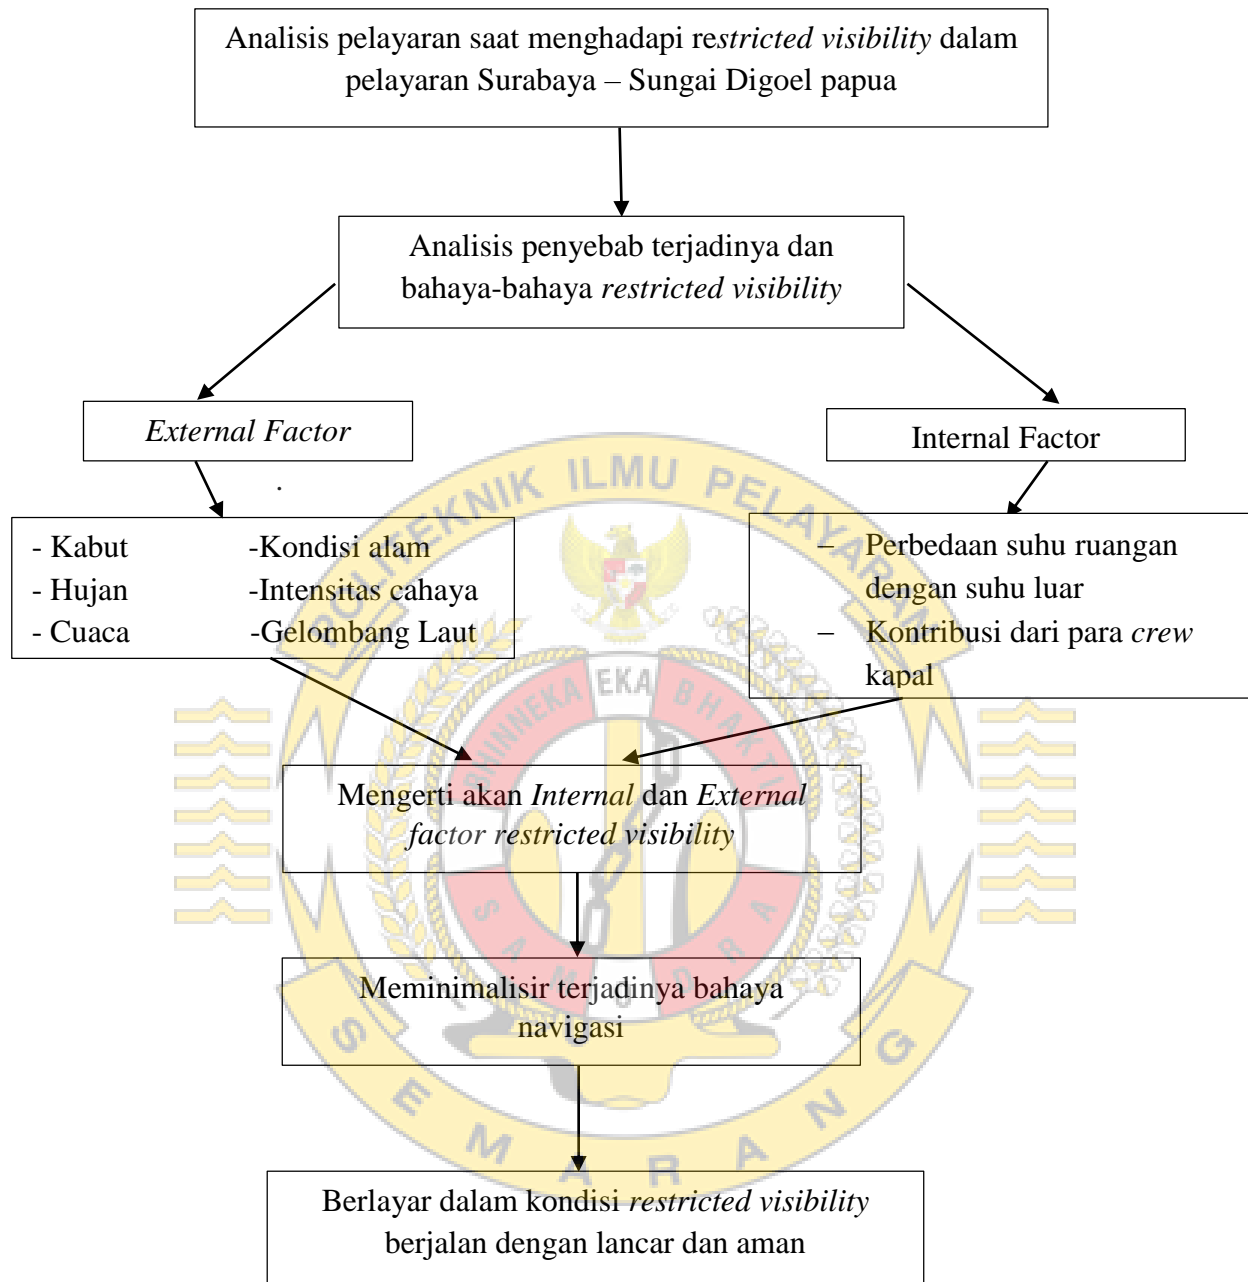 Analisis pelayaran saat menghadapi restricted visibility dalam
pelayaran Surabaya – Sungai Digoel papua
Analisis penyebab terjadinya dan
bahaya-bahaya restricted visibility
External Factor
Internal Factor
.
- Kabut -Kondisi alam
- Hujan -Intensitas cahaya
- Cuaca -Gelombang Laut
– Perbedaan suhu ruangan
dengan suhu luar
– Kontribusi dari para crew
kapal
Mengerti akan Internal dan External
factor restricted visibility
Meminimalisir terjadinya bahaya
navigasi
Berlayar dalam kondisi restricted visibility
berjalan dengan lancar dan aman
POLITEKNIK ILMU PELAYARAN
BHINNEKA EKA BHAKTI
SAMUDRA
SEMARANG